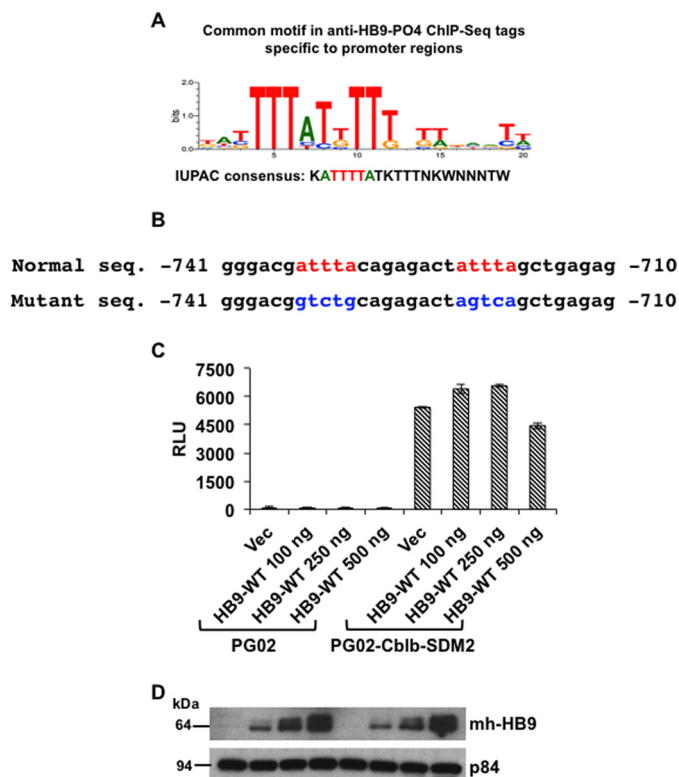 A
Common motif in anti-HB9-PO4 ChIP-Seq tags
specific to promoter regions
2.0
bits
1.0
0.0
5
10
15
20
IUPAC consensus: KATTTTATKTTTNKWNNNTW
B
Normal seq. -741 gggacgatttacagagactatttagctgagag -710
Mutant seq. -741 gggacggtctgcagagactagtcagctgagag -710
C
RLU
7500
6000
4500
3000
1500
0
Vec
HB9-WT 100 ng
HB9-WT 250 ng
HB9-WT 500 ng
Vec
HB9-WT 100 ng
HB9-WT 250 ng
HB9-WT 500 ng
PG02
PG02-Cblb-SDM2
D
kDa
64
mh-HB9
94
p84